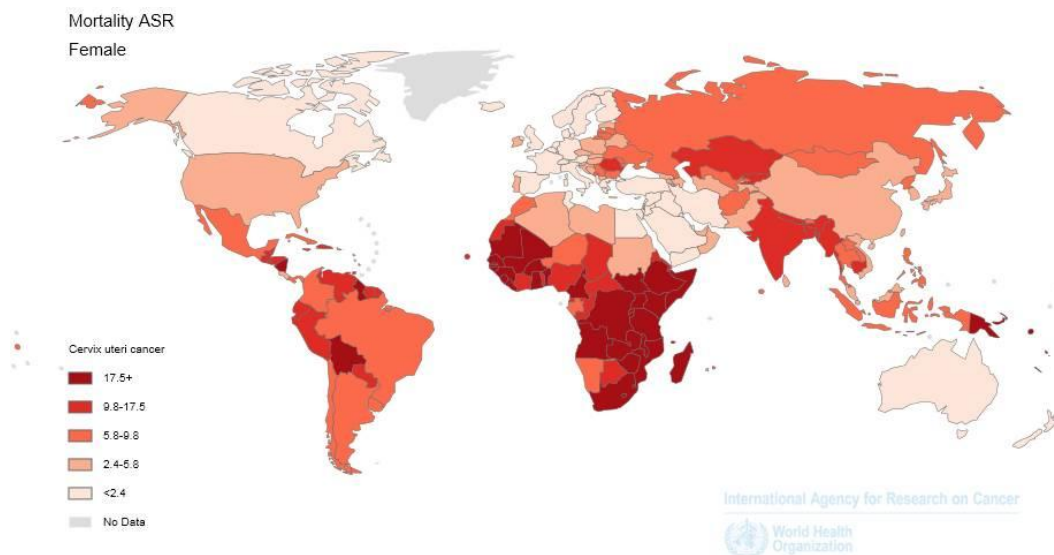 Mortality ASR
Female
Cervix uteri cancer
17.5+
9.8-17.5
5.8-9.8
2.4-5.8
<2.4
No Data
International Agency for Research on Cancer
World Health
Organization